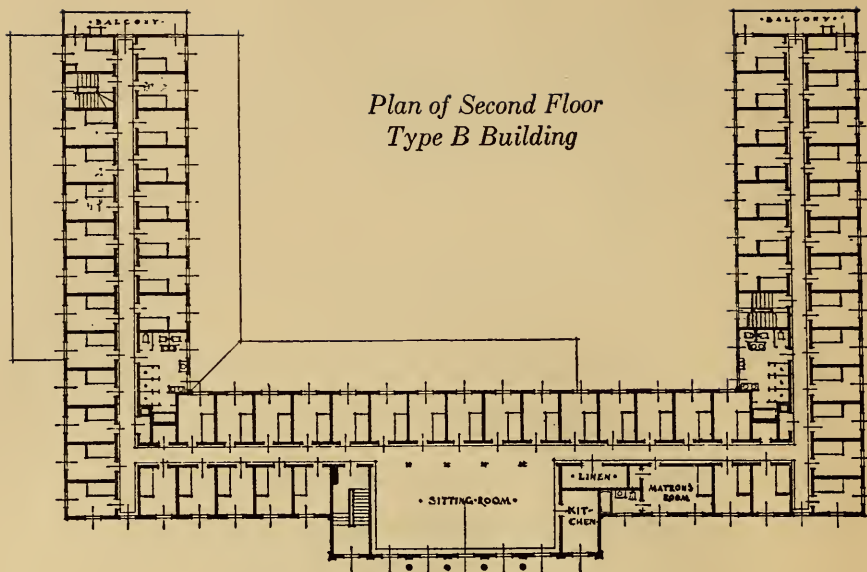 ·BALCONY·
·BALCONY·
Plan of Second Floor
Type B Building
·LINEN·
MATRON'S
ROOM
·SITTING·ROOM·
KIT-
CHEN